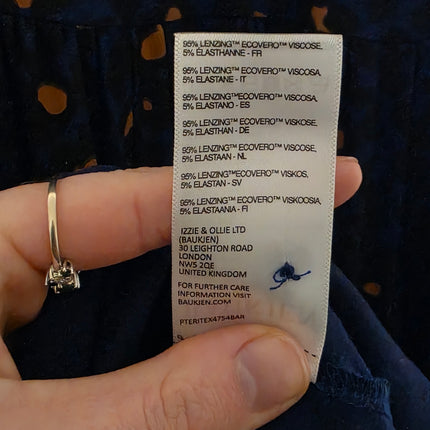 95% LENZING™ ECOVERO™ VISCOSE,
5% ELASTHANNE - FR
95% LENZING™ ECOVERO™ VISCOSA,
5% ELASTANE - IT
95% LENZING™ECOVERO™ VISCOSA,
5% ELASTANO - ES
95% LENZING™ ECOVERO™ VISKOSE,
5% ELASTHAN - DE
95% LENZING™ ECOVERO™ VISCOSE,
5% ELASTAAN - NL
95% LENZING™ECOVERO™ VISKOS,
5% ELASTAN - SV
95% LENZING™ ECOVERO™ VISKOOSIA,
5% ELASTAANIA - FI
IZZIE & OLLIE LTD
(BAUKJEN)
30 LEIGHTON ROAD
LONDON
NW5 2QE
UNITED KINGDOM
FOR FURTHER CARE
INFORMATION VISIT
BAUKJEN.COM
PTERITEX4754BAR